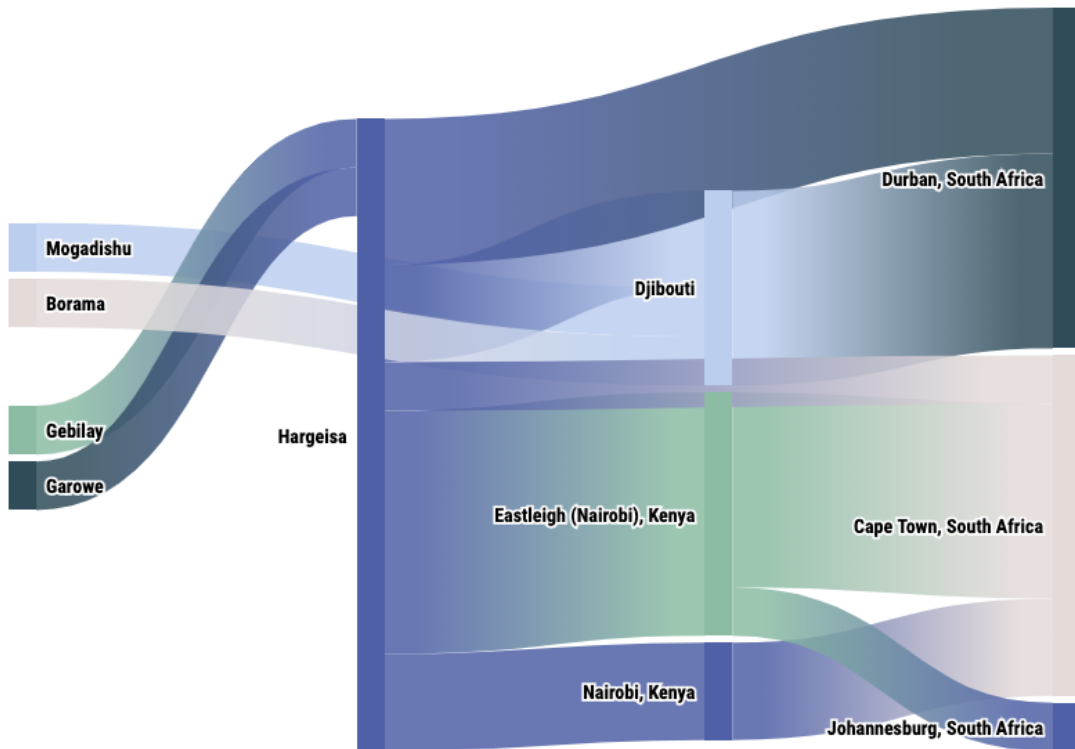 Durban, South Africa
Mogadishu
Djibouti
Borama
Gebilay
Hargeisa
Garowe
Eastleigh (Nairobi), Kenya
Cape Town, South Africa
Nairobi, Kenya
Johannesburg, South Africa